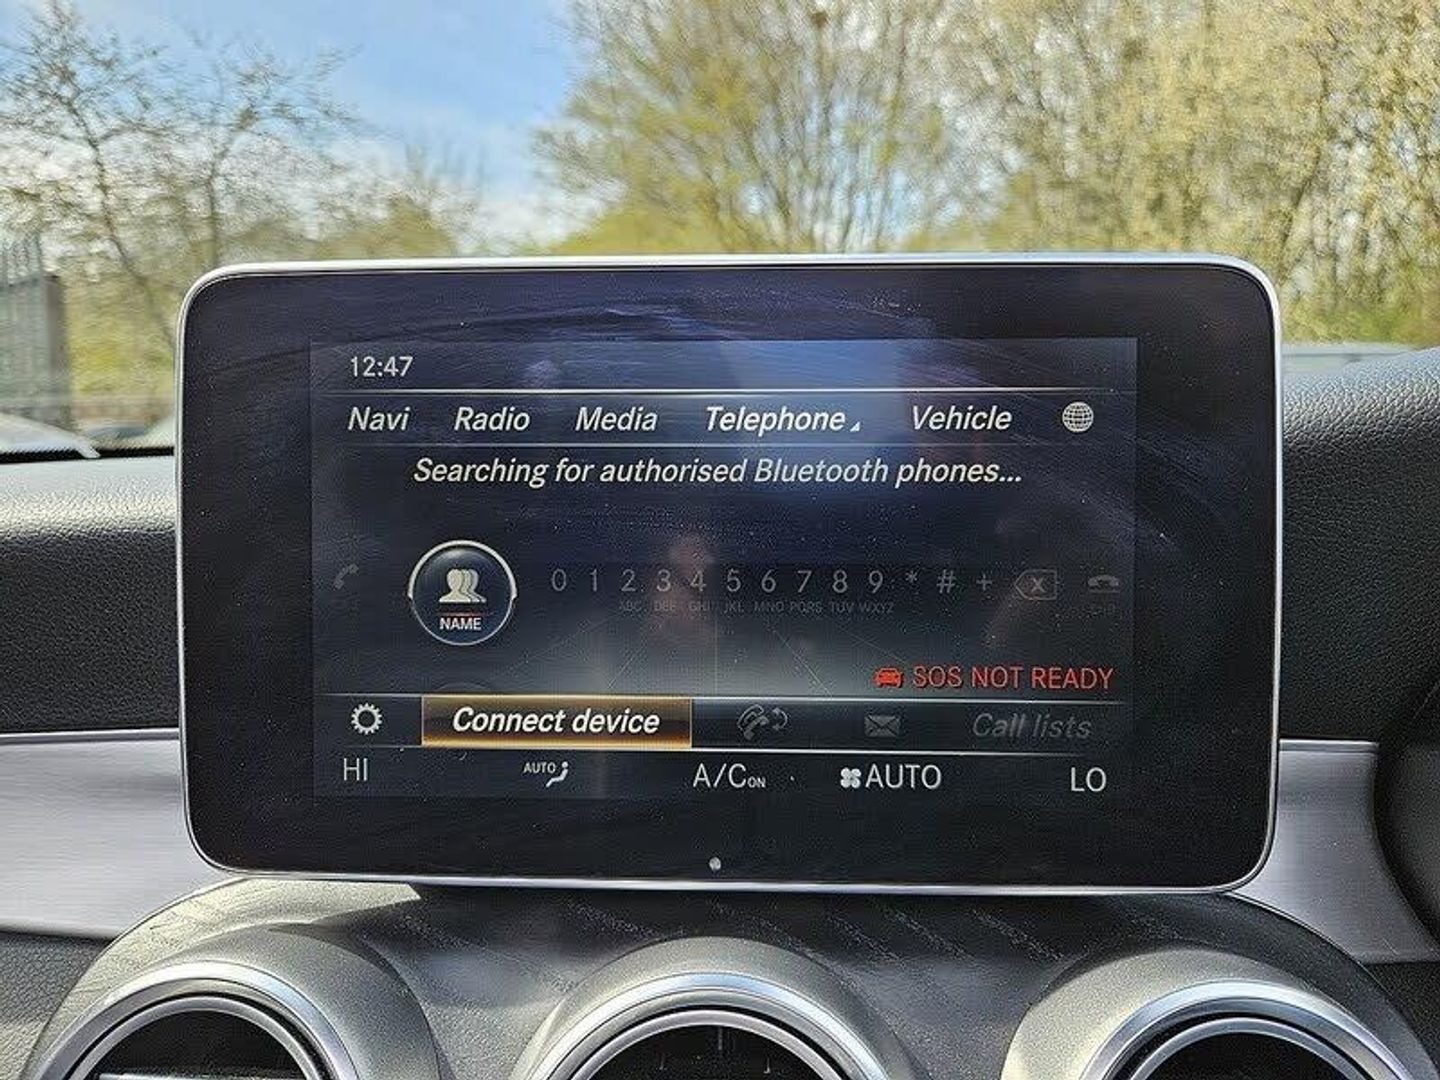 12:47
Navi Radio Media Telephone Vehicle
Searching for authorised Bluetooth phones...
0 1 2 3 4 5 6 7 8 9 * # + x
ABC DEF GHI JKL MNO PQRS TUV WXYZ
NAME
SOS NOT READY
Connect device Call lists
HI AUTO A/C ON AUTO LO